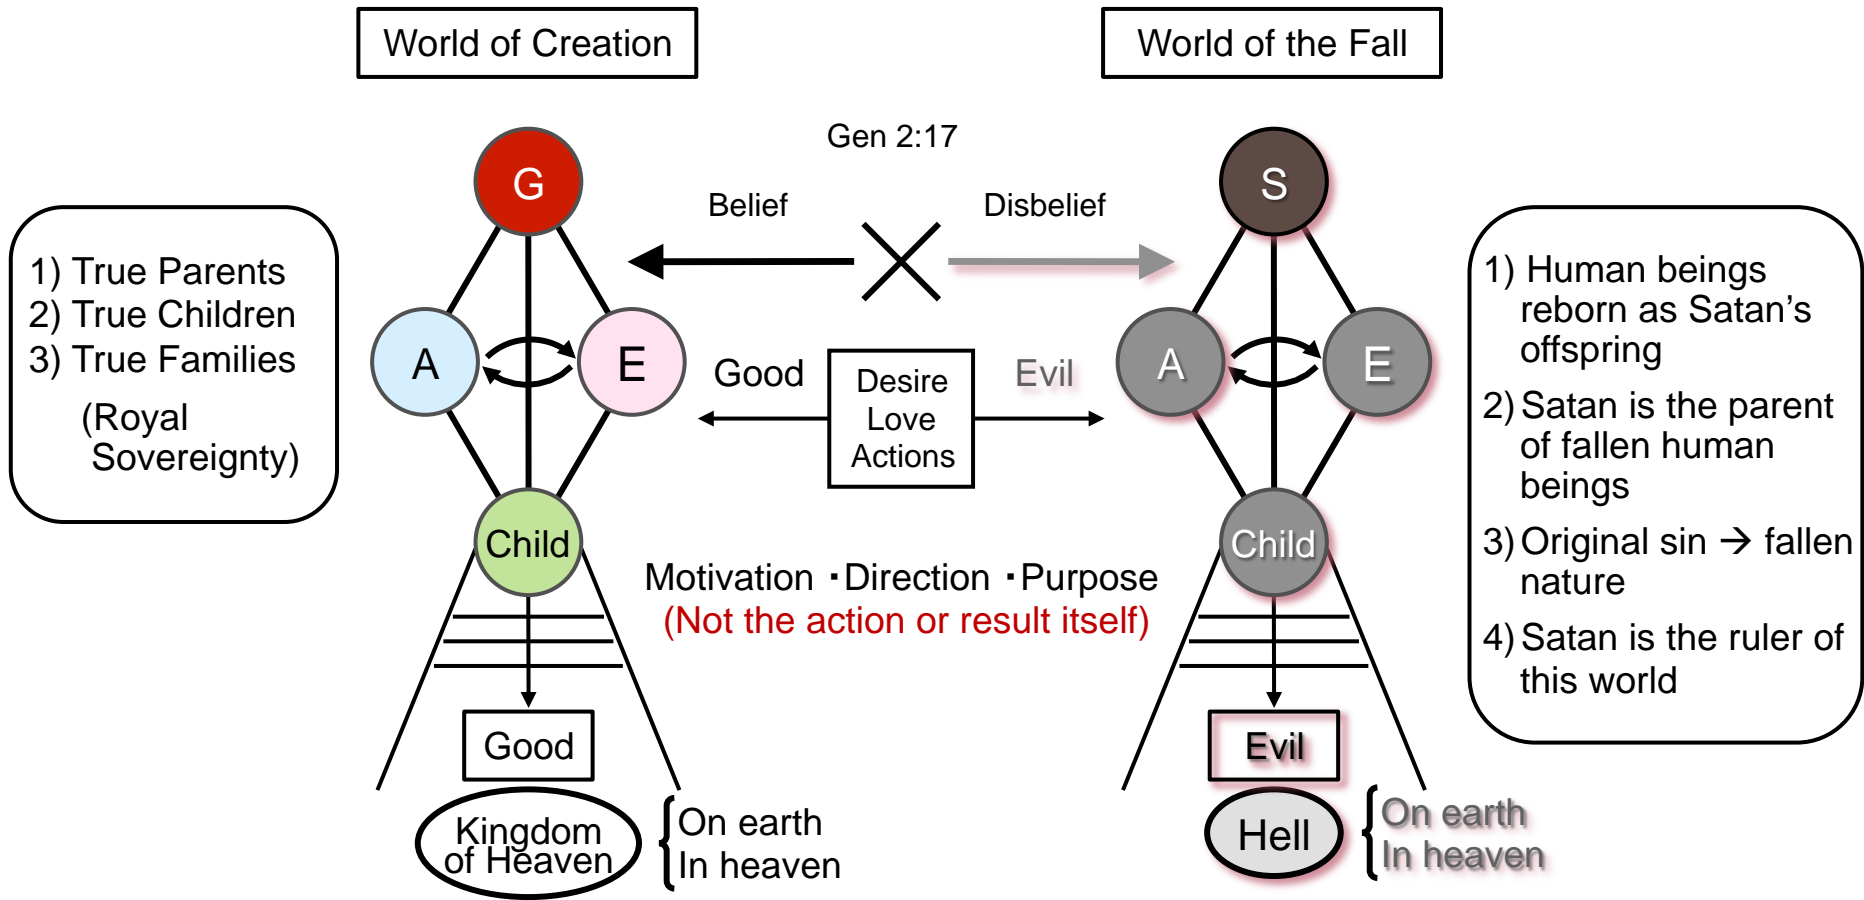 World of Creation
World of the Fall
Gen 2:17
Belief
Disbelief
G
A
E
Child
Good
Kingdom
of Heaven
On earth
In heaven
1) True Parents
2) True Children
3) True Families
(Royal
Sovereignty)
Good
Desire
Love
Actions
Evil
Motivation ・Direction ・Purpose
(Not the action or result itself)
S
A
E
Child
Evil
Hell
On earth
In heaven
1) Human beings
reborn as Satan’s
offspring
2) Satan is the parent
of fallen human
beings
3) Original sin → fallen
nature
4) Satan is the ruler of
this world